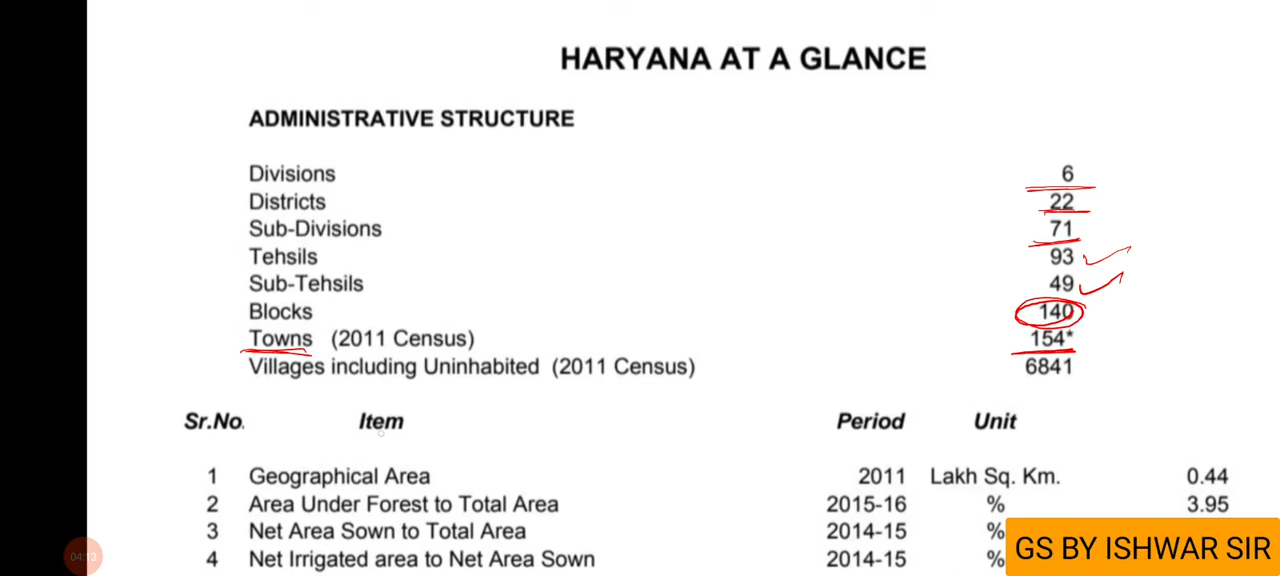 HARYANA AT A GLANCE
ADMINISTRATIVE STRUCTURE
Divisions 6
Districts 22
Sub-Divisions 71
Tehsils 93
Sub-Tehsils 49
Blocks 140
Towns (2011 Census) 154*
Villages including Uninhabited (2011 Census) 6841
Sr.No. Item Period Unit
1 Geographical Area 2011 Lakh Sq. Km. 0.44
2 Area Under Forest to Total Area 2015-16 % 3.95
3 Net Area Sown to Total Area 2014-15 %
4 Net Irrigated area to Net Area Sown 2014-15 %
GS BY ISHWAR SIR
04:13